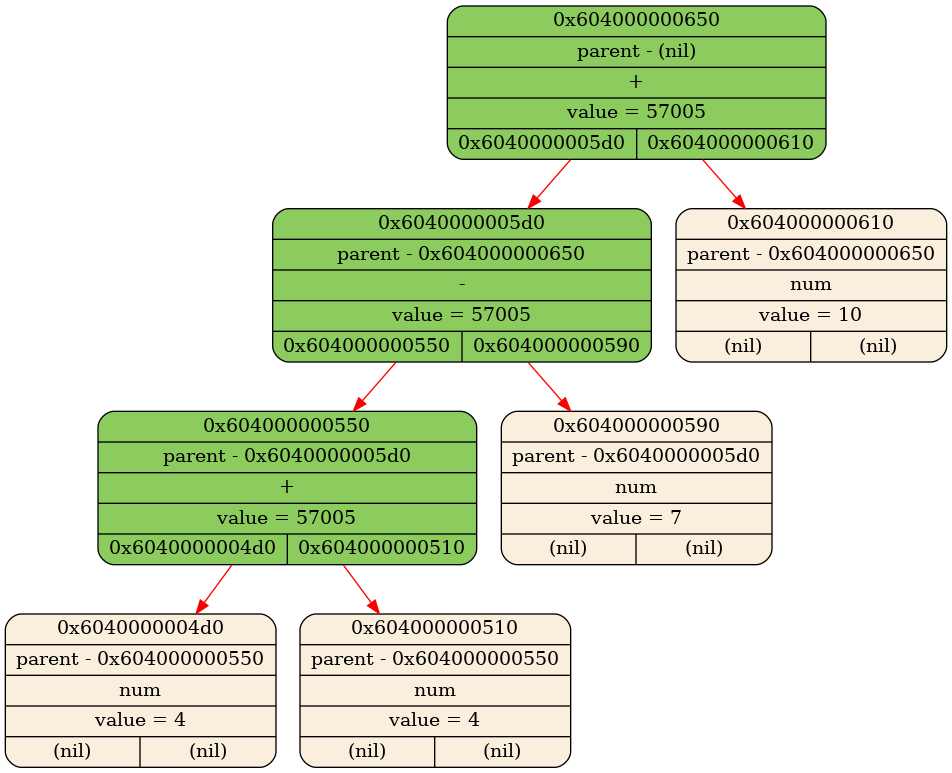 0x604000000650
parent - (nil)
+
value = 57005
0x6040000005d0 0x604000000610
0x6040000005d0
parent - 0x604000000650
-
value = 57005
0x604000000550 0x604000000590
0x604000000610
parent - 0x604000000650
num
value = 10
(nil) (nil)
0x604000000550
parent - 0x6040000005d0
+
value = 57005
0x6040000004d0 0x604000000510
0x604000000590
parent - 0x6040000005d0
num
value = 7
(nil) (nil)
0x6040000004d0
parent - 0x604000000550
num
value = 4
(nil) (nil)
0x604000000510
parent - 0x604000000550
num
value = 4
(nil) (nil)